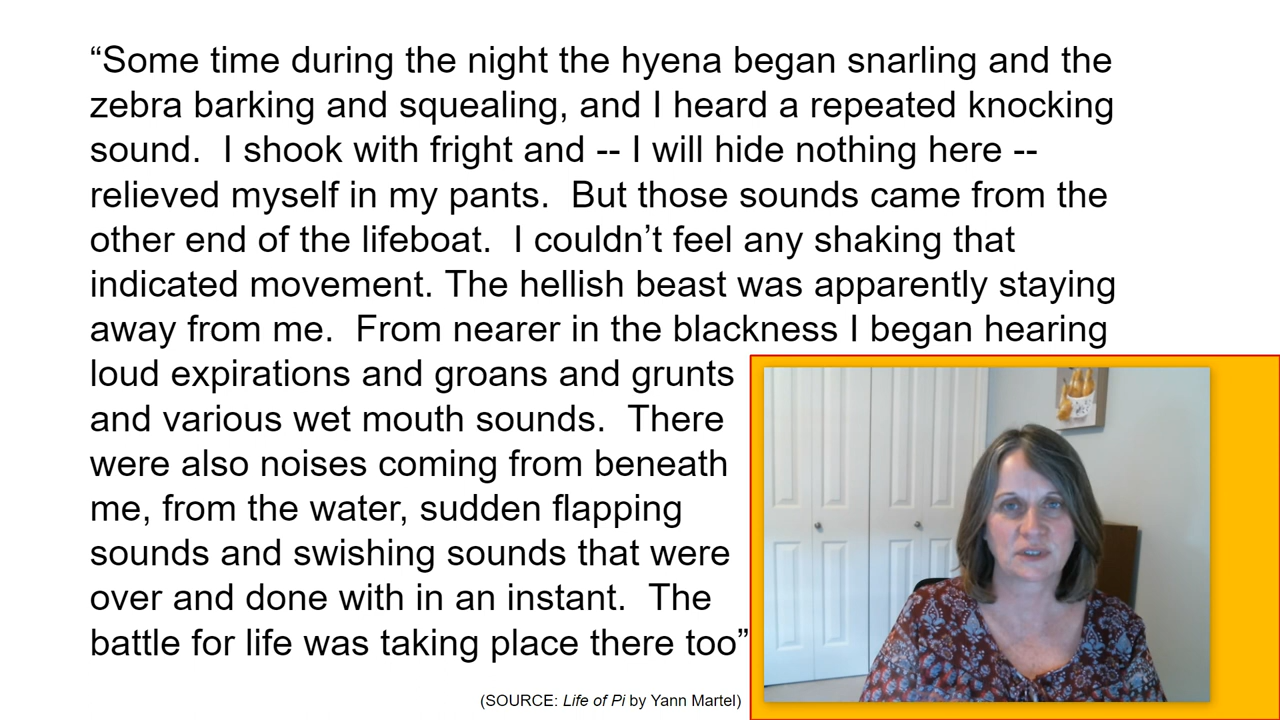 “Some time during the night the hyena began snarling and the
zebra barking and squealing, and I heard a repeated knocking
sound.  I shook with fright and -- I will hide nothing here --
relieved myself in my pants.  But those sounds came from the
other end of the lifeboat.  I couldn’t feel any shaking that
indicated movement. The hellish beast was apparently staying
away from me.  From nearer in the blackness I began hearing
loud expirations and groans and grunts
and various wet mouth sounds.  There
were also noises coming from beneath
me, from the water, sudden flapping
sounds and swishing sounds that were
over and done with in an instant.  The
battle for life was taking place there too”
(SOURCE: Life of Pi by Yann Martel)